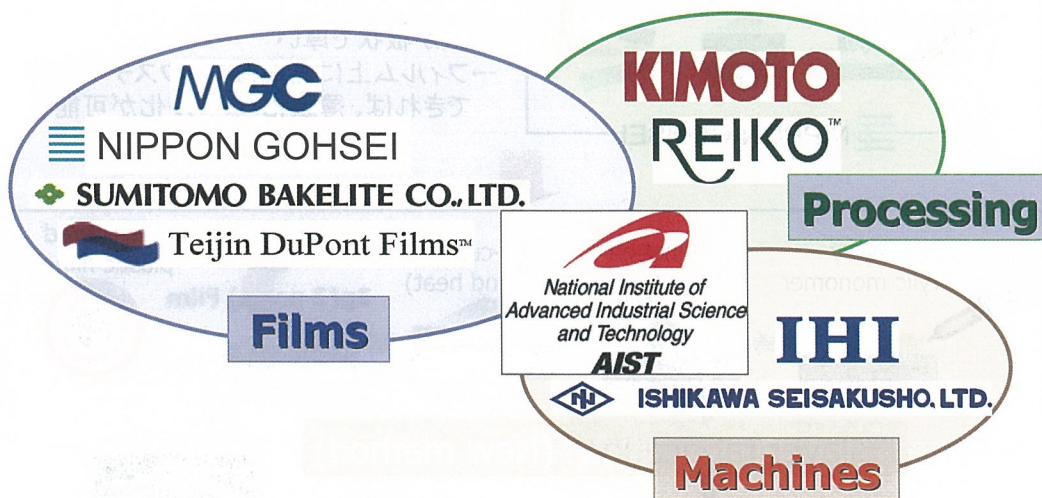 MGC
NIPPON GOHSEI
SUMITOMO BAKELITE CO., LTD.
Teijin DuPont Films™
Films
KIMOTO
REIKO™
Processing
National Institute of
Advanced Industrial Science
and Technology
AIST
IHI
ISHIKAWA SEISAKUSHO, LTD.
Machines